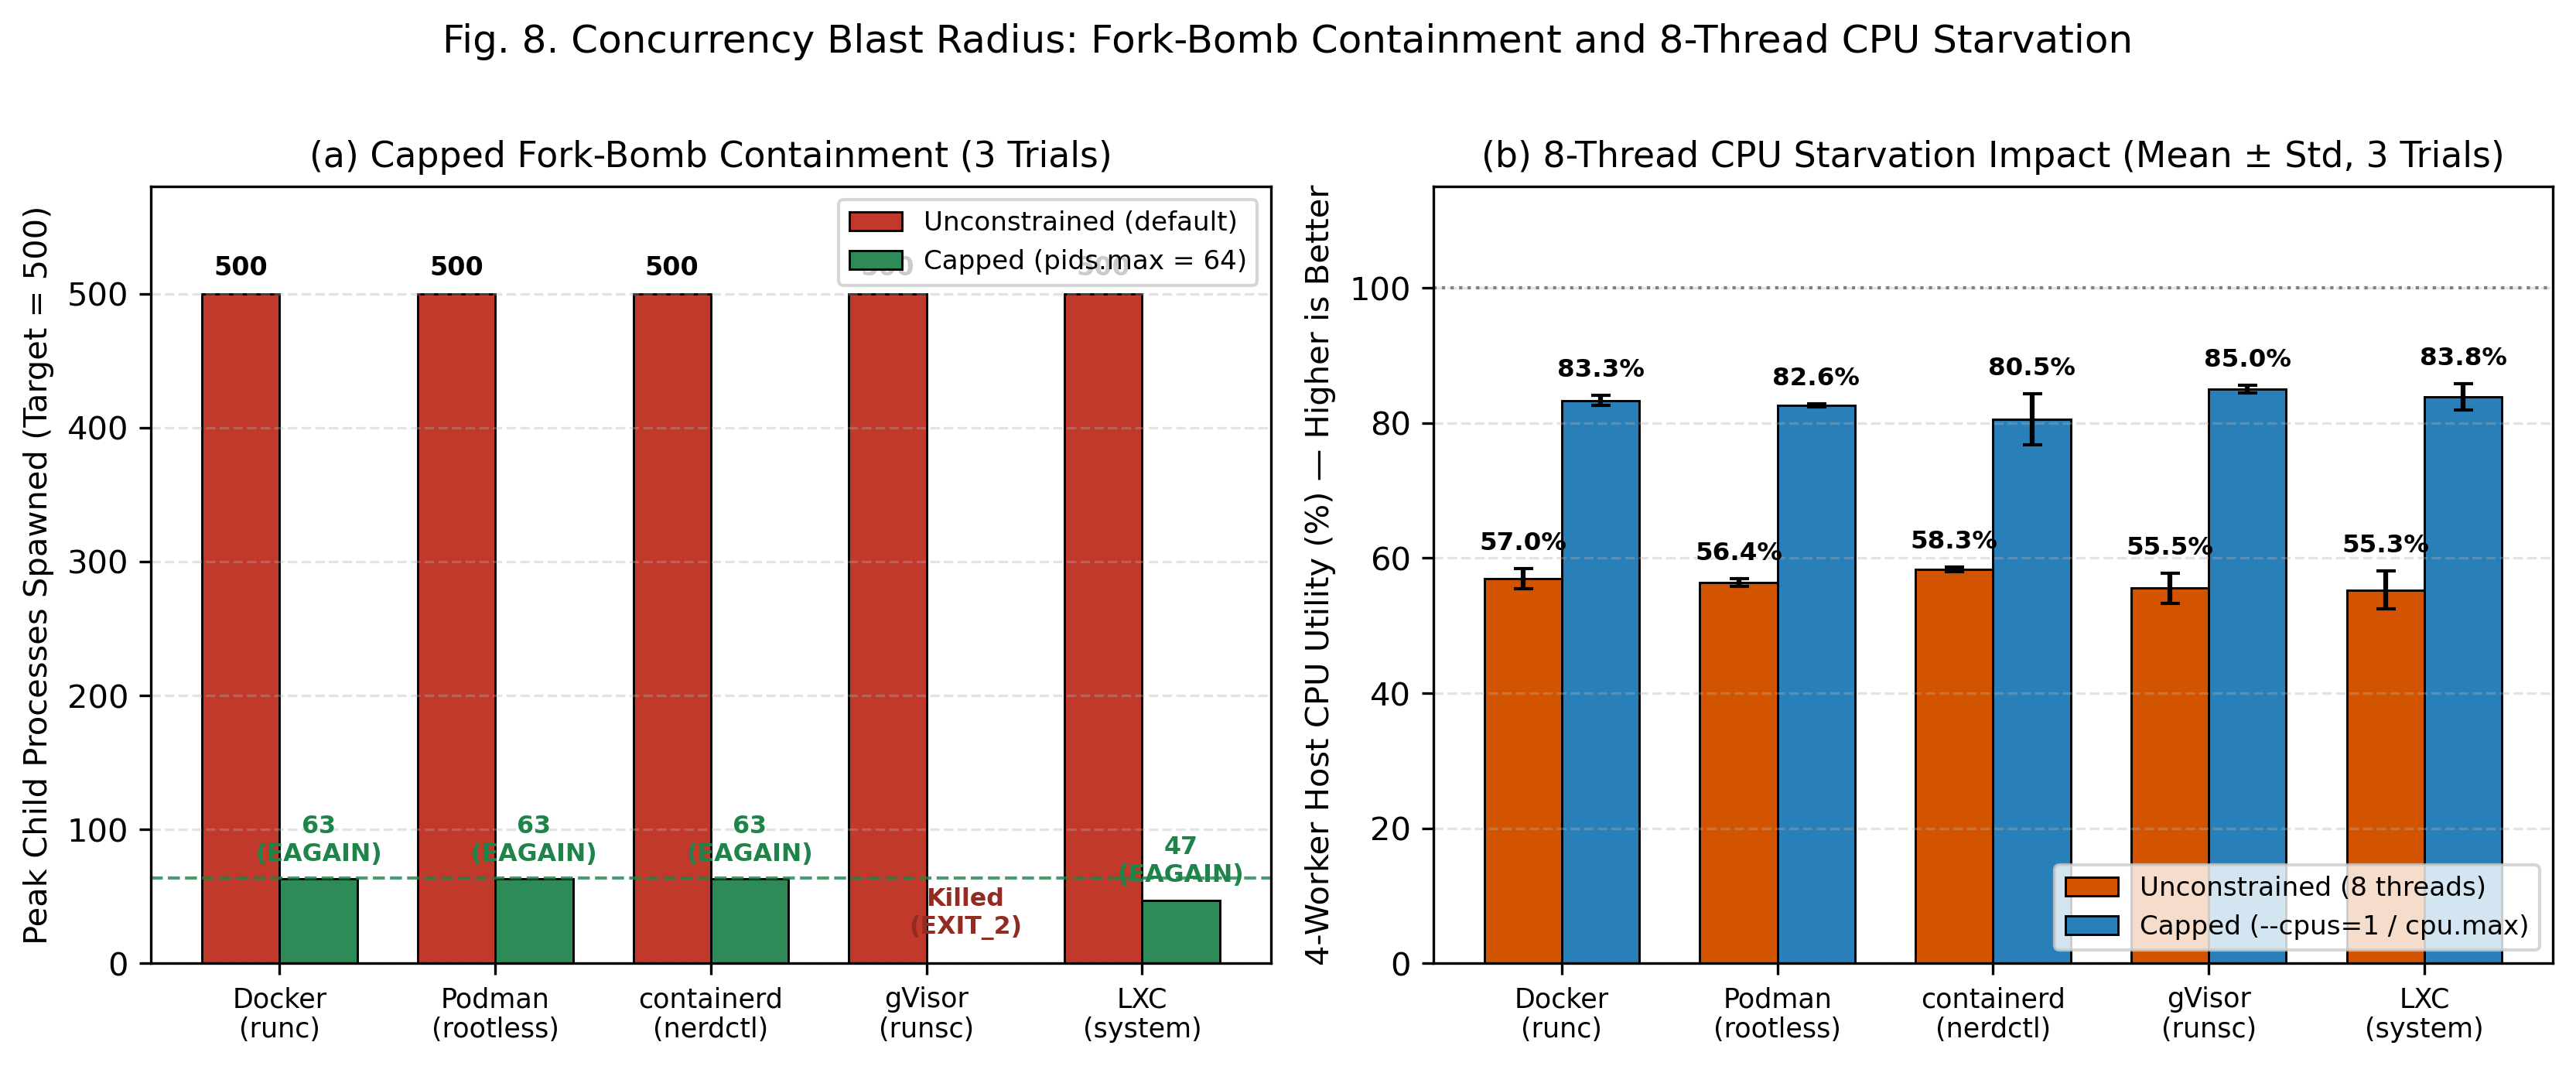 Fig. 8. Concurrency Blast Radius: Fork-Bomb Containment and 8-Thread CPU Starvation
(a) Capped Fork-Bomb Containment (3 Trials)
Peak Child Processes Spawned (Target = 500)
500
400
300
200
100
0
Unconstrained (default)
Capped (pids.max = 64)
500
500
500
500
500
63
(EAGAIN)
63
(EAGAIN)
63
(EAGAIN)
Killed
(EXIT_2)
47
(EAGAIN)
Docker
(runc)
Podman
(rootless)
containerd
(nerdctl)
gVisor
(runsc)
LXC
(system)
(b) 8-Thread CPU Starvation Impact (Mean ± Std, 3 Trials)
4-Worker Host CPU Utility (%) — Higher is Better
100
80
60
40
20
0
57.0%
83.3%
56.4%
82.6%
58.3%
80.5%
55.5%
85.0%
55.3%
83.8%
Unconstrained (8 threads)
Capped (--cpus=1 / cpu.max)
Docker
(runc)
Podman
(rootless)
containerd
(nerdctl)
gVisor
(runsc)
LXC
(system)